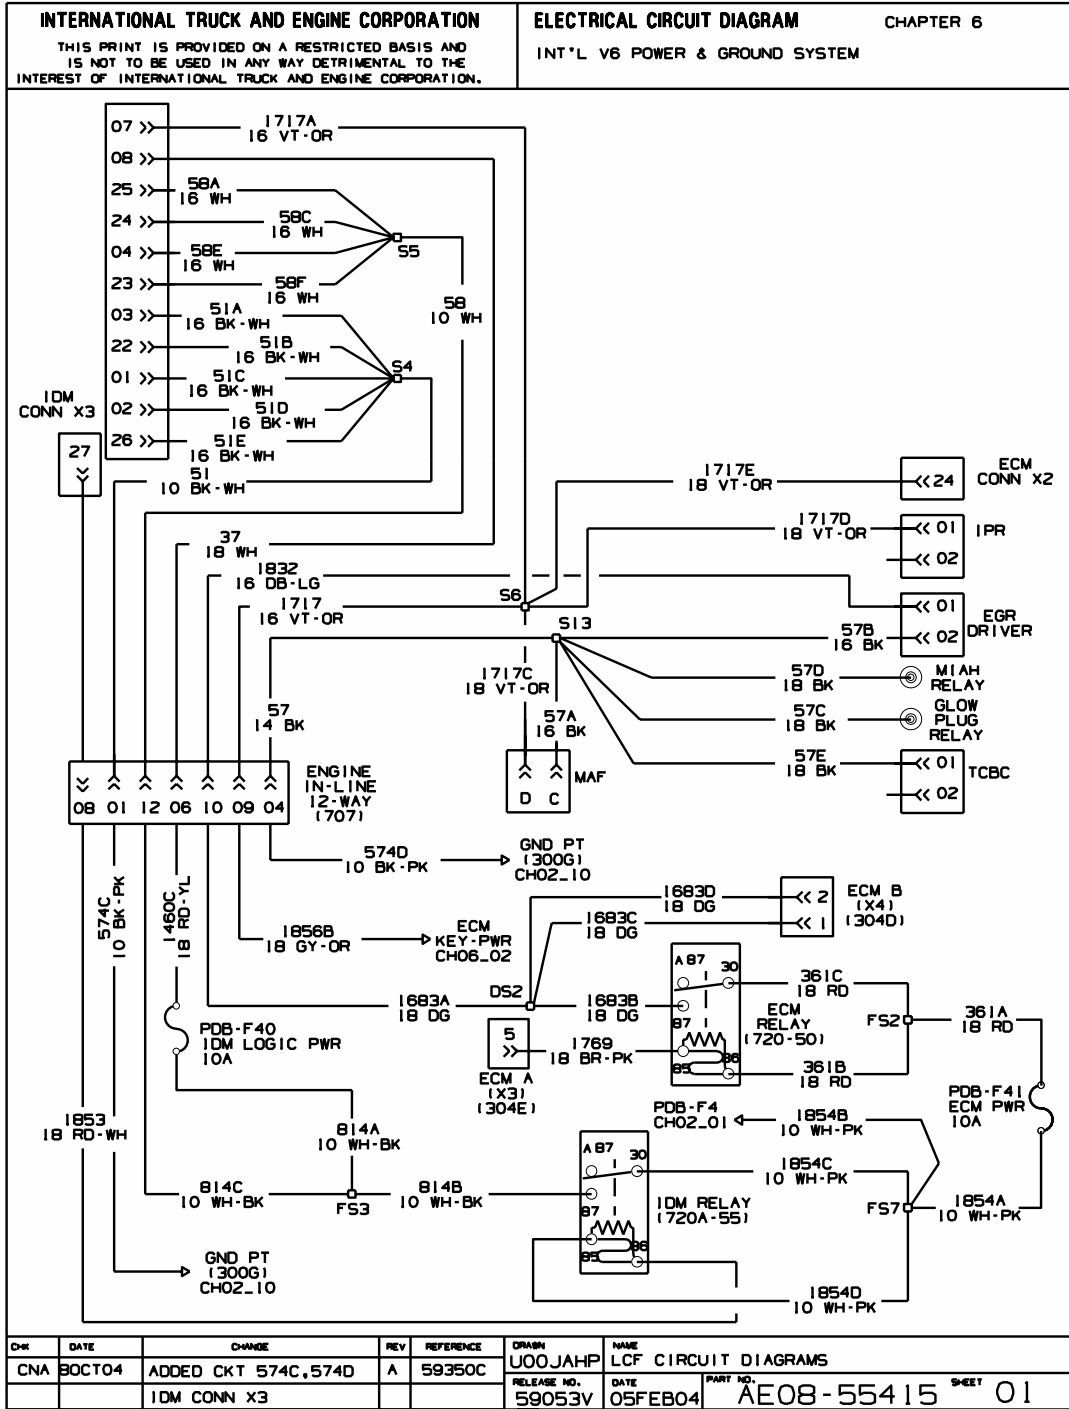 INTERNATIONAL TRUCK AND ENGINE CORPORATION
THIS PRINT IS PROVIDED ON A RESTRICTED BASIS AND
IS NOT TO BE USED IN ANY WAY DETRIMENTAL TO THE
INTEREST OF INTERNATIONAL TRUCK AND ENGINE CORPORATION.
ELECTRICAL CIRCUIT DIAGRAM
CHAPTER 6
INT'L V6 POWER & GROUND SYSTEM
07
1717A
16 VT-OR
08
25
58A
16 WH
24
58C
16 WH
04
58E
16 WH
23
58F
16 WH
S5
58
10 WH
03
51A
16 BK-WH
22
51B
16 BK-WH
01
51C
16 BK-WH
02
51D
16 BK-WH
26
51E
16 BK-WH
S4
IDM
CONN X3
27
51
10 BK-WH
37
18 WH
1832
16 DB-LG
1717
16 VT-OR
57
14 BK
S6
S13
1717E
18 VT-OR
24
ECM
CONN X2
1717D
18 VT-OR
01
02
IPR
01
02
EGR
DRIVER
57B
16 BK
57D
18 BK
MIAH
RELAY
57C
18 BK
GLOW
PLUG
RELAY
57E
18 BK
01
02
TCBC
1717C
18 VT-OR
57A
16 BK
D C
MAF
08 01 12 06 10 09 04
ENGINE
IN-LINE
12-WAY
(707)
574D
10 BK-PK
GND PT
(300G)
CH02_10
574C
10 BK-PK
1460C
18 RD-YL
1856B
18 GY-OR
ECM
KEY-PWR
CH06_02
1683D
18 DG
1683C
18 DG
2
1
ECM B
(X4)
(304D)
1683A
18 DG
DS2
1683B
18 DG
A 87
30
87
85
86
ECM
RELAY
(720-50)
361C
18 RD
361B
18 RD
FS2
361A
18 RD
PDB-F40
IDM LOGIC PWR
10A
5
1769
18 BR-PK
ECM A
(X3)
(304E)
PDB-F41
ECM PWR
10A
1853
18 RD-WH
814A
10 WH-BK
PDB-F4
CH02_01
1854B
10 WH-PK
A 87
30
87
85
86
1854C
10 WH-PK
IDM RELAY
(720A-55)
FS7
1854A
10 WH-PK
814C
10 WH-BK
FS3
814B
10 WH-BK
GND PT
(300G)
CH02_10
1854D
10 WH-PK
CHK DATE CHANGE REV REFERENCE
CNA 8OCT04 ADDED CKT 574C,574D A 59350C
IDM CONN X3
DRAWN
U00JAHP
NAME
LCF CIRCUIT DIAGRAMS
RELEASE NO.
59053V
DATE
05FEB04
PART NO.
AE08-55415
SHEET 01